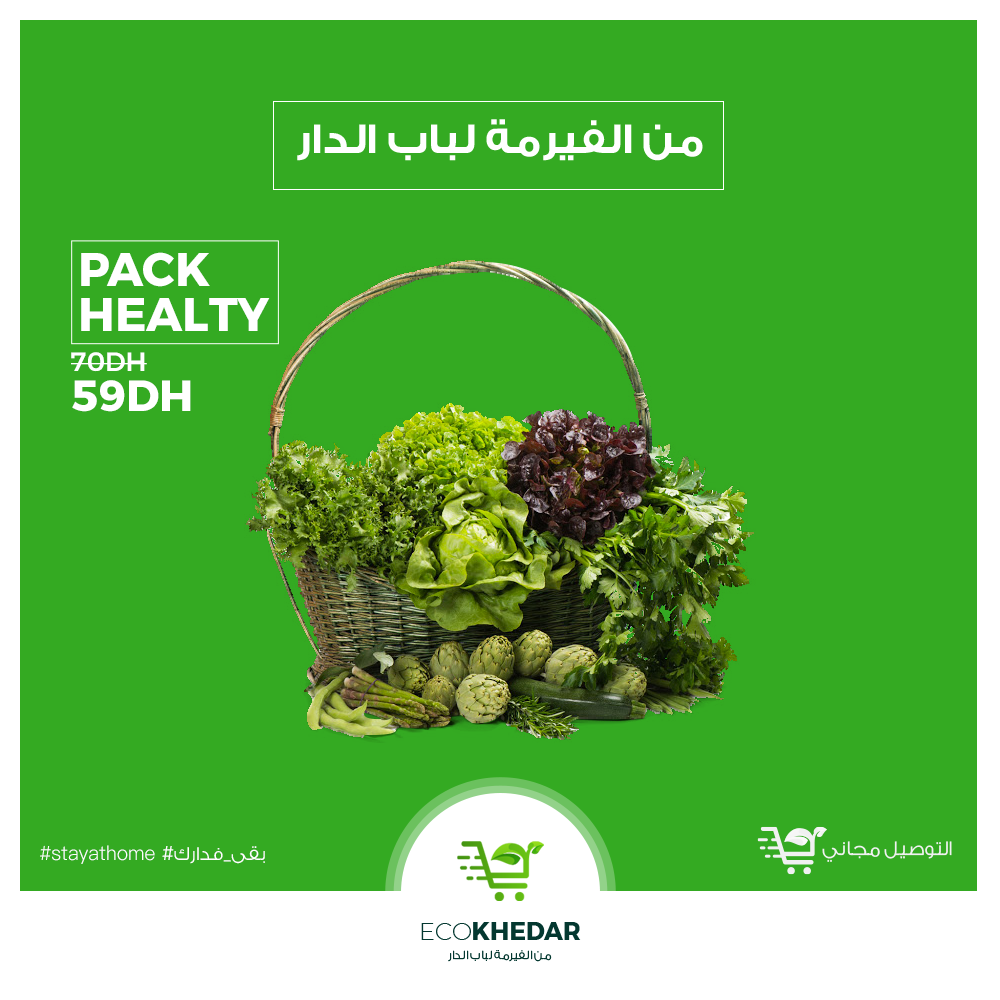 من الفيرمة لباب الدار
PACK
HEALTY
70DH
59DH
#stayathome #بقى_فدارك
التوصيل مجاني
ECOKHEDAR
من الفيرمة لباب الدار